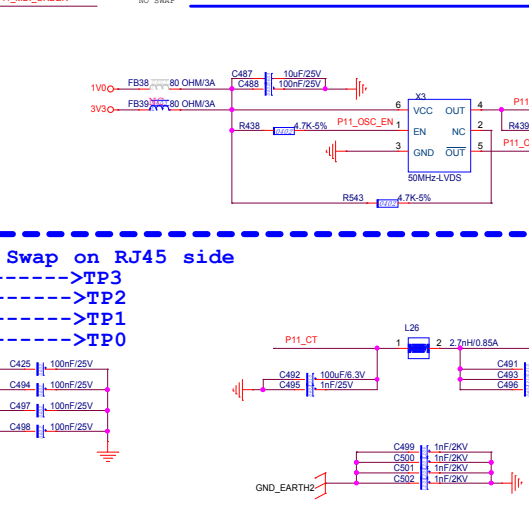 NO SWAP
C487 10uF/25V
C488 100nF/25V
1V0 FB38 80 OHM/3A
3V3 FB39 80 OHM/3A
X3
6 VCC OUT 4
R438 0402 4.7K-5% P11_OSC_EN 1 EN NC 2 R439
3 GND OUT 5
50MHz-LVDS
R543 0402 4.7K-5%
Swap on RJ45 side
------>TP3
------>TP2
------>TP1
------>TP0
L26
P11_CT 1 2 2.7nH/0.85A
C425 100nF/25V
C494 100nF/25V
C497 100nF/25V
C498 100nF/25V
C492 100uF/6.3V
C495 1nF/25V
C491
C493
C496
C499 1nF/2KV
C500 1nF/2KV
C501 1nF/2KV
C502 1nF/2KV
GND_EARTH2